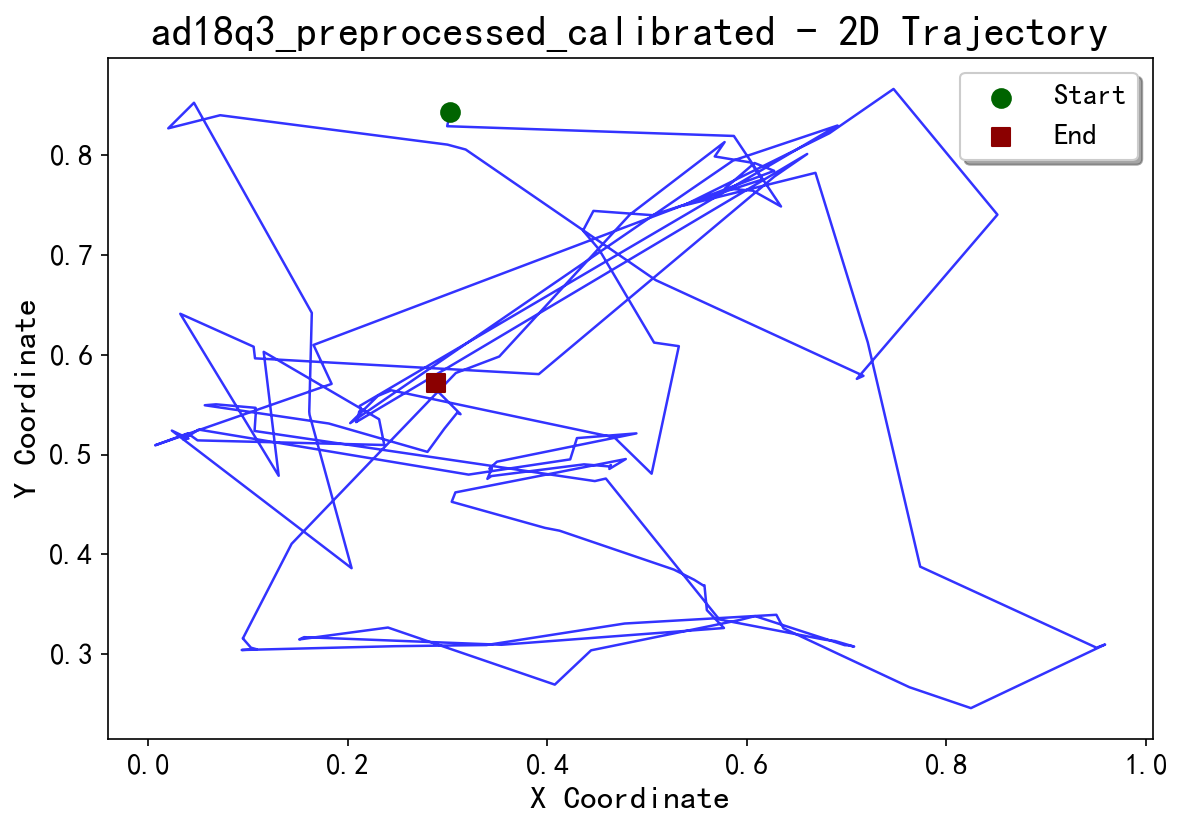 ad18q3_preprocessed_calibrated - 2D Trajectory
Start
End
0.8
0.7
0.6
0.5
0.4
0.3
Y Coordinate
0.0 0.2 0.4 0.6 0.8 1.0
X Coordinate